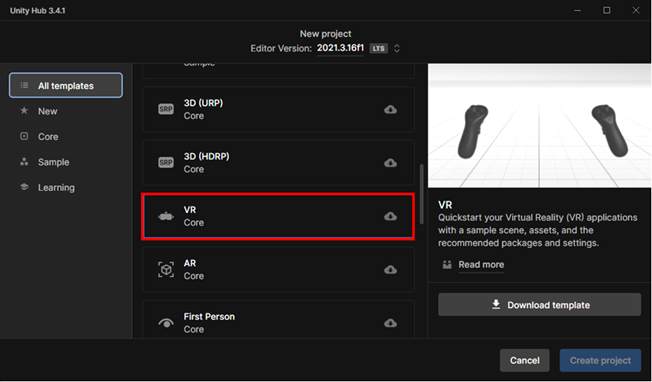 Unity Hub 3.4.1
New project
Editor Version: 2021.3.16f1 LTS
All templates
New
Core
Sample
Learning
Sample
SRP
3D (URP)
Core
SRP
3D (HDRP)
Core
VR
Core
AR
Core
First Person
Core
VR
Quickstart your Virtual Reality (VR) applications
with a sample scene, assets, and the
recommended packages and settings.
Read more
Download template
Cancel
Create project